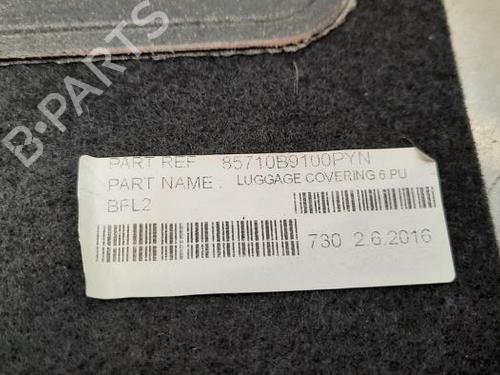 B-PARTS
PART REF 85710B9100PYN
PART NAME : LUGGAGE COVERING 6 PU
BFL2
730 2.6.2016